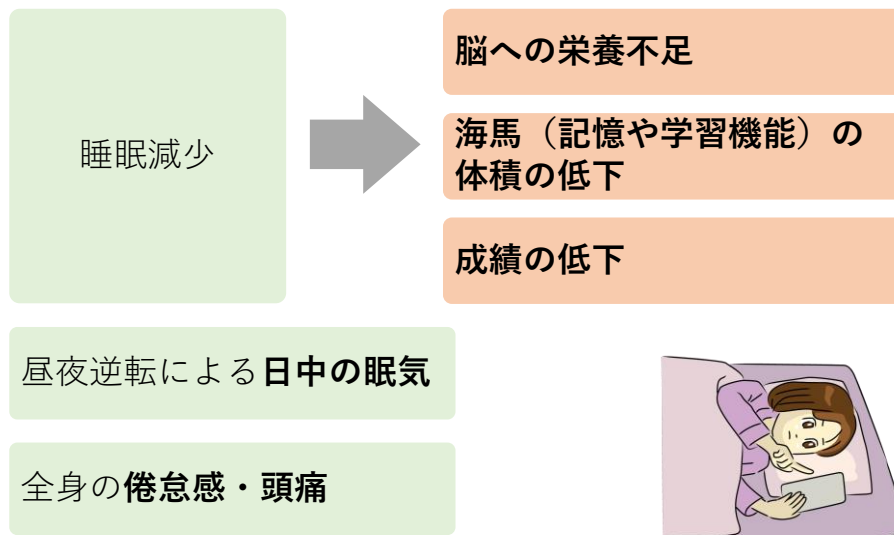 睡眠減少
脳への栄養不足
海馬（記憶や学習機能）の
体積の低下
成績の低下
昼夜逆転による日中の眠気
全身の倦怠感・頭痛